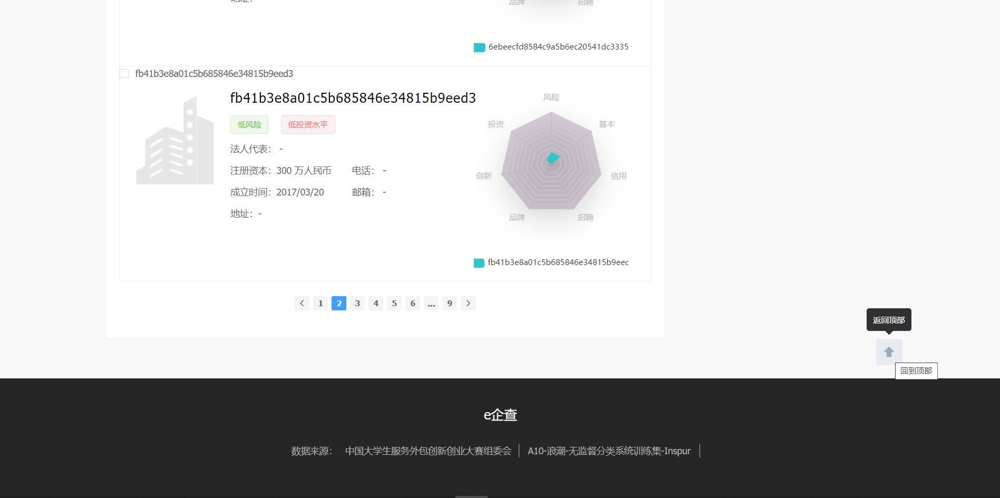 地址：
品牌
招聘
6ebeecfd8584c9a5b6ec20541dc3335
fb41b3e8a01c5b685846e34815b9eed3
fb41b3e8a01c5b685846e34815b9eed3
低风险
低投资水平
法人代表： -
注册资本：300 万人民币
电话： -
成立时间：2017/03/20
邮箱： -
地址：-
风险
投资
基本
创新
信用
品牌
招聘
fb41b3e8a01c5b685846e34815b9eec
1 2 3 4 5 6 ... 9
返回顶部
回到顶部
e企查
数据来源： 中国大学生服务外包创新创业大赛组委会 A10-浪潮-无监督分类系统训练集-Inspur